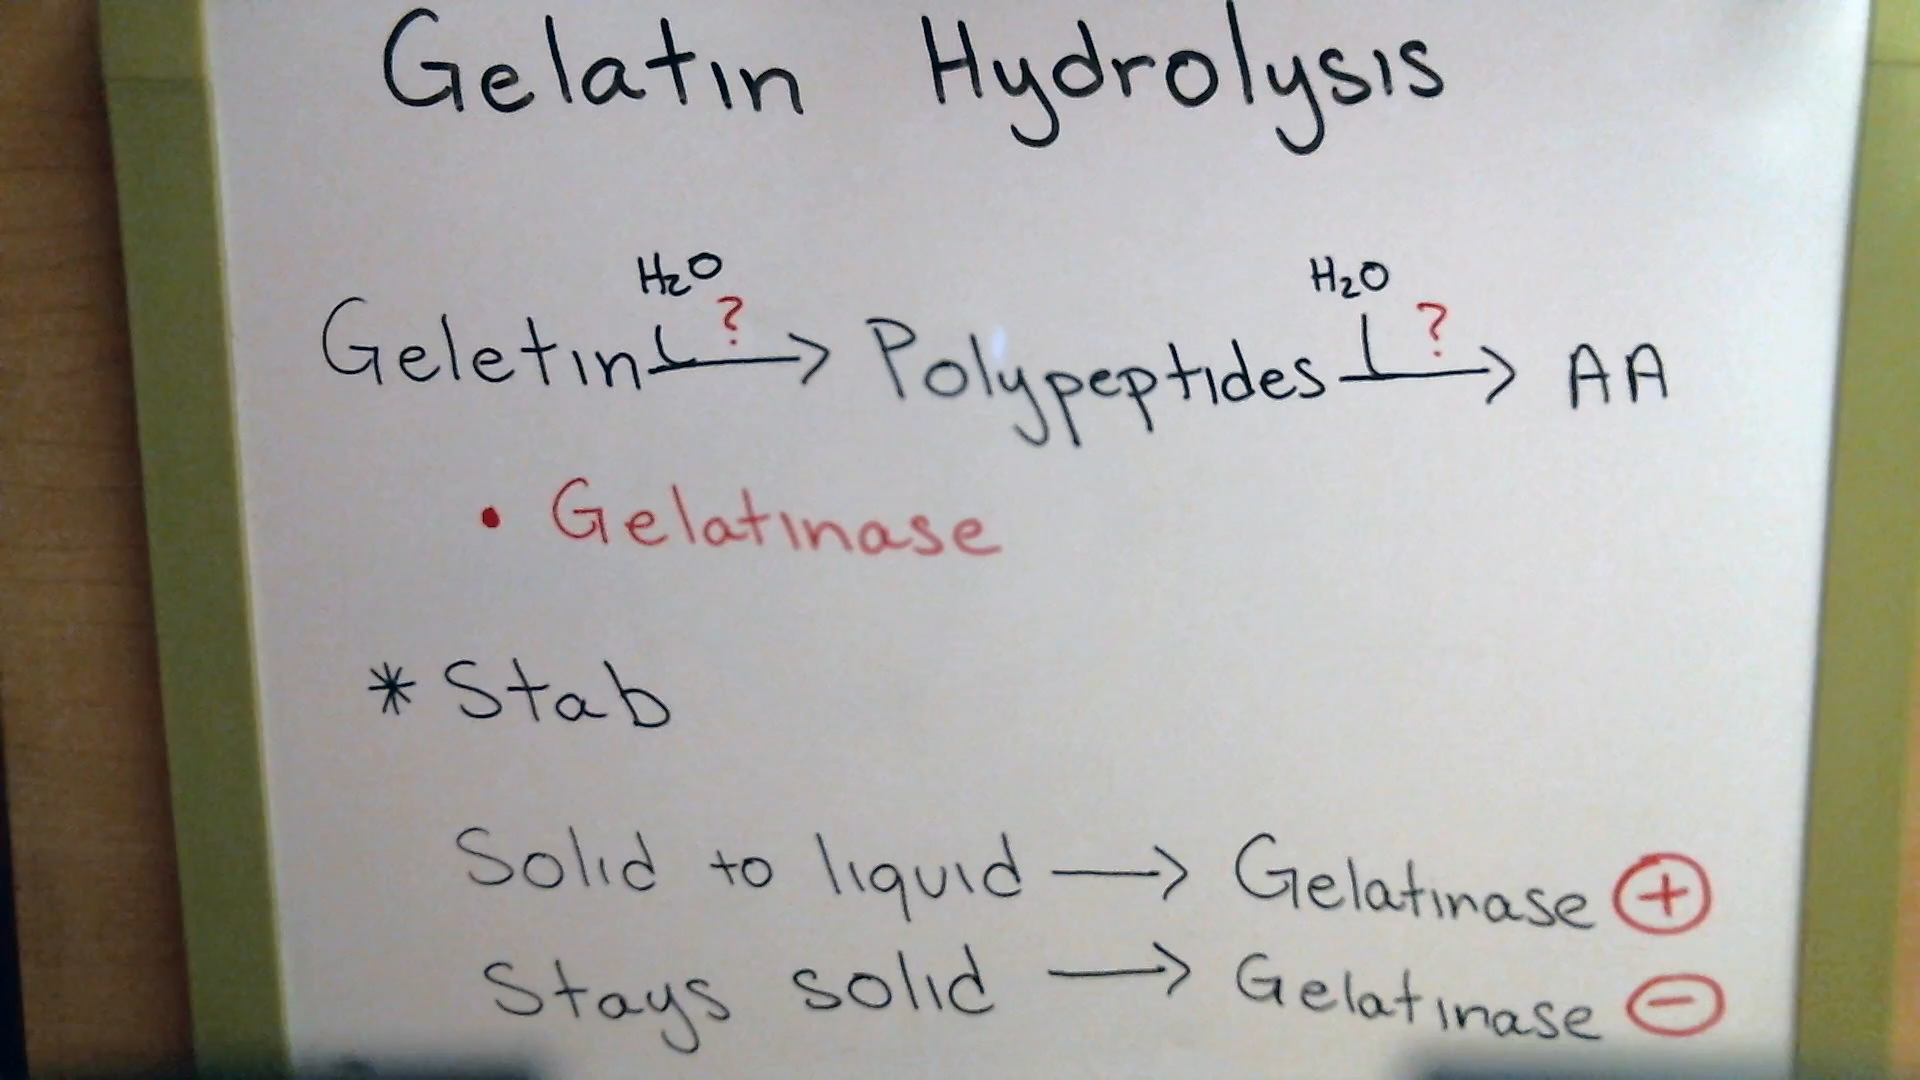 Gelatin Hydrolysis
H₂O ? H₂O ?
Geletin → Polypeptides → AA
• Gelatinase
* Stab
Solid to liquid → Gelatinase ⊕
Stays solid → Gelatinase ⊖